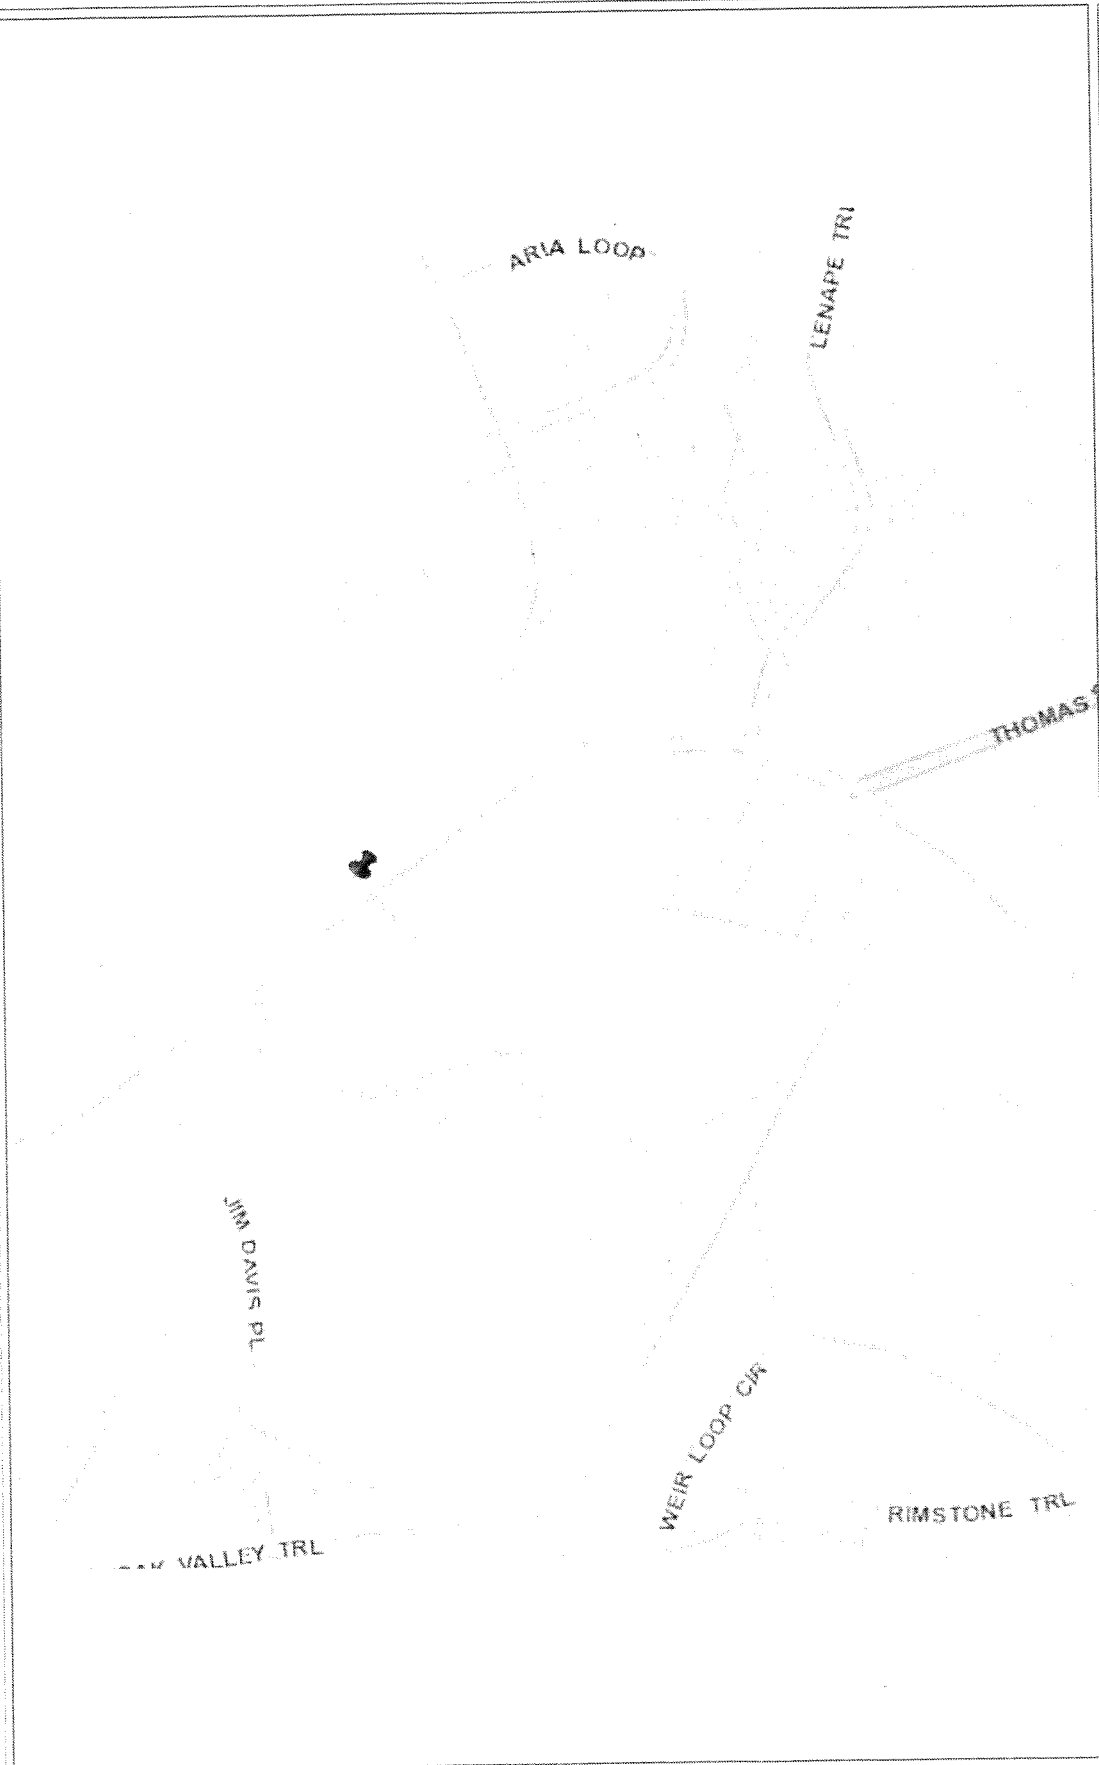 ARIA LOOP
LENAPE TRL
THOMAS
JIM DAVIS PL
WEIR LOOP CIR
RIMSTONE TRL
VALLEY TRL